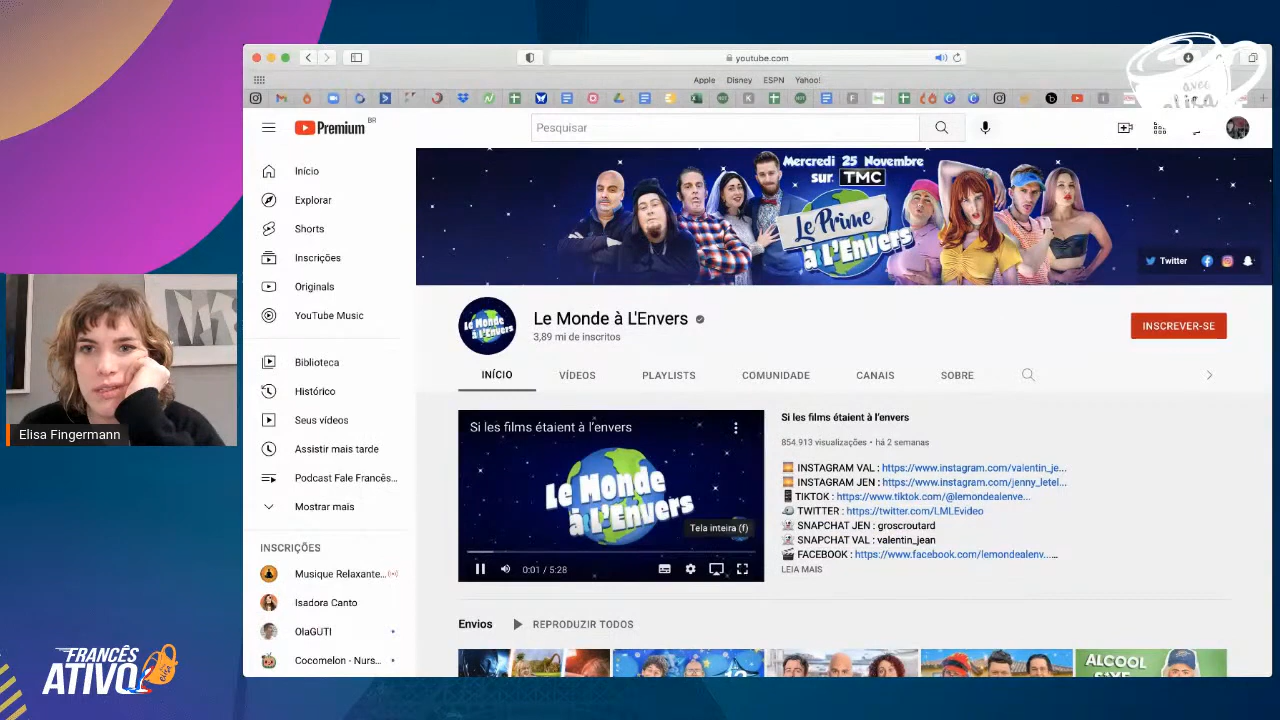 youtube.com
Apple Disney ESPN Yahoo!
avec
Premium BR
Pesquisar
Início
Explorar
Shorts
Inscrições
Originals
YouTube Music
Biblioteca
Histórico
Seus vídeos
Assistir mais tarde
Podcast Fale Francês...
Mostrar mais
INSCRIÇÕES
Musique Relaxante...
Isadora Canto
OlaGUTI
Cocomelon - Nurs...
Mercredi 25 Novembre
sur TMC
Le Prime
à L'Envers
Twitter
Le Monde à L'Envers
Le Monde à L'Envers
3,89 mi de inscritos
INSCREVER-SE
INÍCIO VÍDEOS PLAYLISTS COMUNIDADE CANAIS SOBRE
Si les films étaient à l'envers
Le Monde
à L'Envers
Tela inteira (f)
0:01 / 5:28
Si les films étaient à l'envers
854.913 visualizações • há 2 semanas
INSTAGRAM VAL : https://www.instagram.com/valentin_je...
INSTAGRAM JEN : https://www.instagram.com/jenny_letel...
TIKTOK : https://www.tiktok.com/@lemondealenve...
TWITTER : https://twitter.com/LMLEvideo
SNAPCHAT JEN : groscroutard
SNAPCHAT VAL : valentin_jean
FACEBOOK : https://www.facebook.com/lemondealenv...…
LEIA MAIS
Envios REPRODUZIR TODOS
ALCOOL
Elisa Fingermann
FRANCÊS
ATIVO